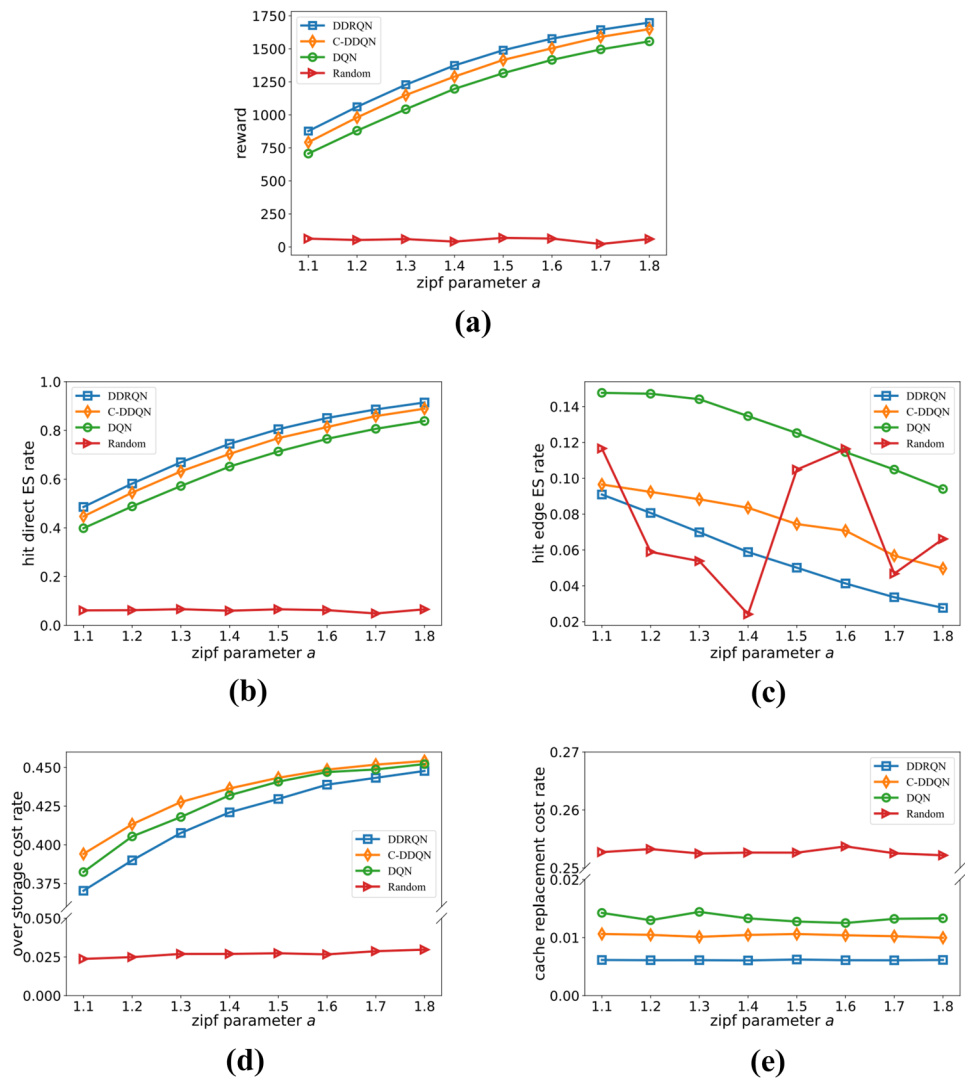 1750
1500
1250
1000
750
500
250
0
reward
DDRQN
C-DDQN
DQN
Random
1.1 1.2 1.3 1.4 1.5 1.6 1.7 1.8
zipf parameter a
(a)
1.0
0.8
0.6
0.4
0.2
0.0
hit direct ES rate
DDRQN
C-DDQN
DQN
Random
1.1 1.2 1.3 1.4 1.5 1.6 1.7 1.8
zipf parameter a
(b)
0.14
0.12
0.10
0.08
0.06
0.04
0.02
hit edge ES rate
DDRQN
C-DDQN
DQN
Random
1.1 1.2 1.3 1.4 1.5 1.6 1.7 1.8
zipf parameter a
(c)
0.450
0.425
0.400
0.375
0.050
0.025
0.000
over storage cost rate
DDRQN
C-DDQN
DQN
Random
1.1 1.2 1.3 1.4 1.5 1.6 1.7 1.8
zipf parameter a
(d)
0.27
0.26
0.25
0.02
0.01
0.00
cache replacement cost rate
DDRQN
C-DDQN
DQN
Random
1.1 1.2 1.3 1.4 1.5 1.6 1.7 1.8
zipf parameter a
(e)